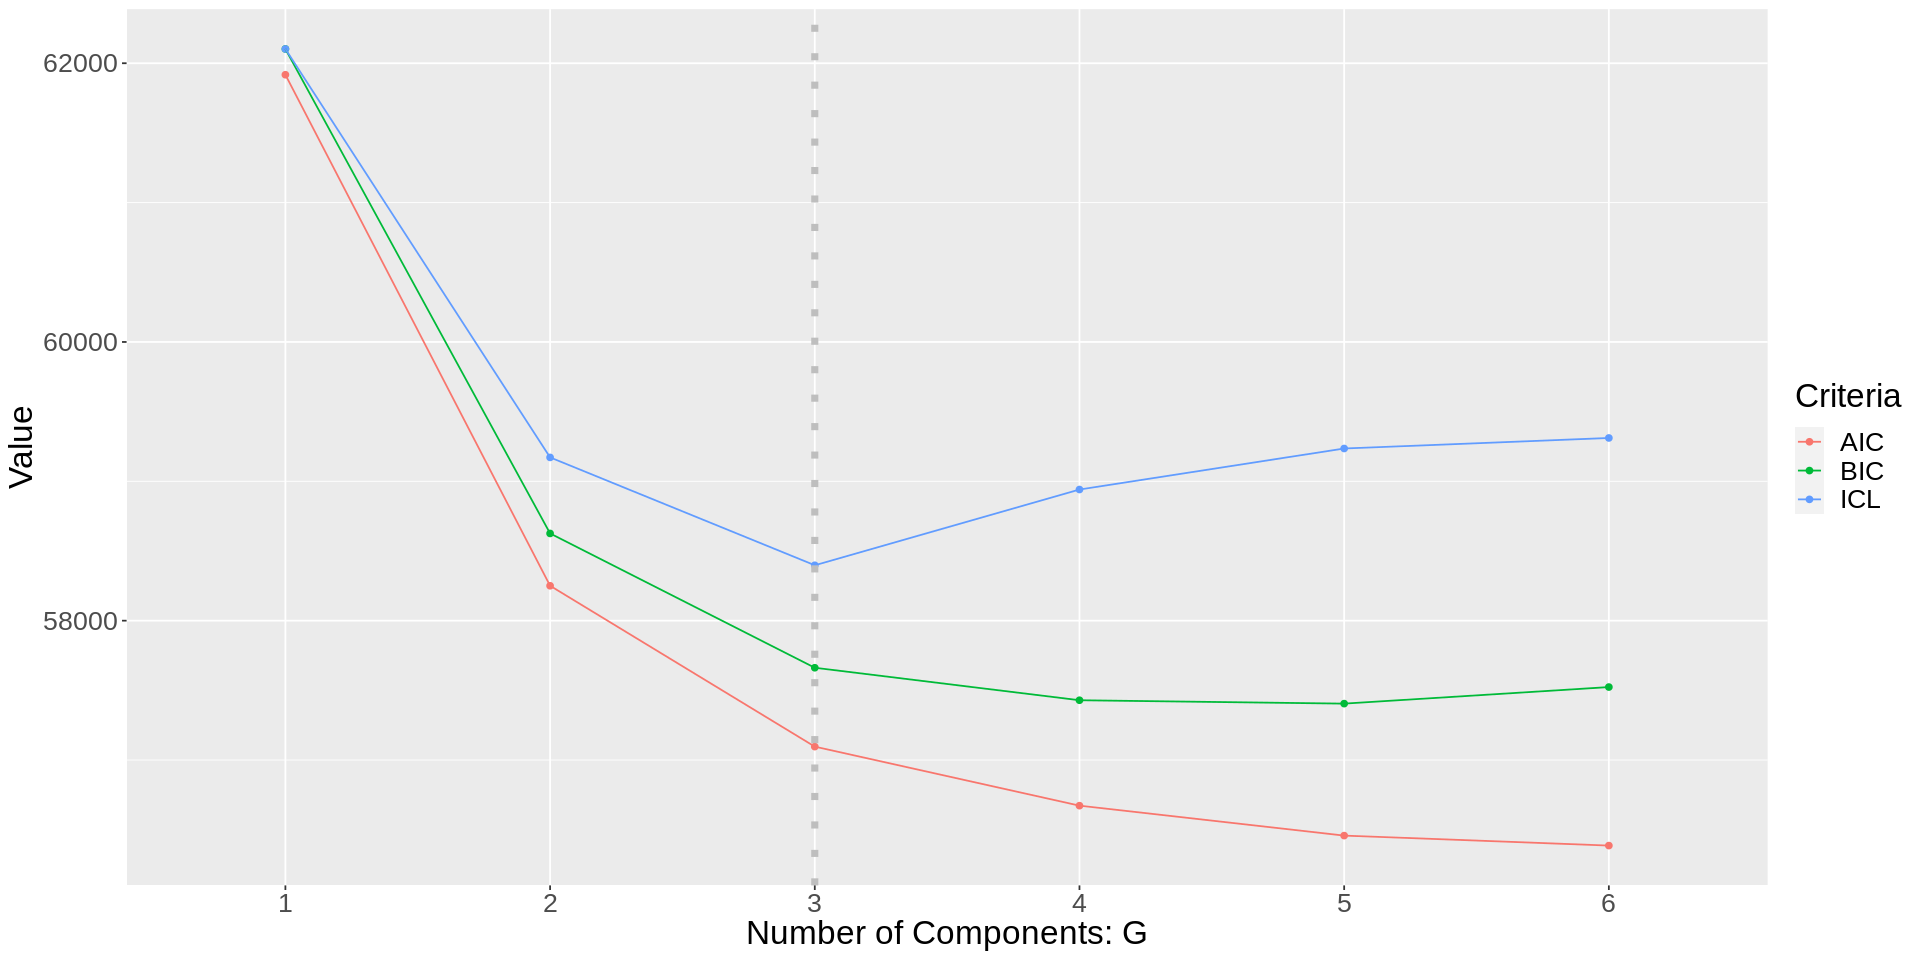 62000
60000
58000
Value
1 2 3 4 5 6
Number of Components: G
Criteria
AIC
BIC
ICL